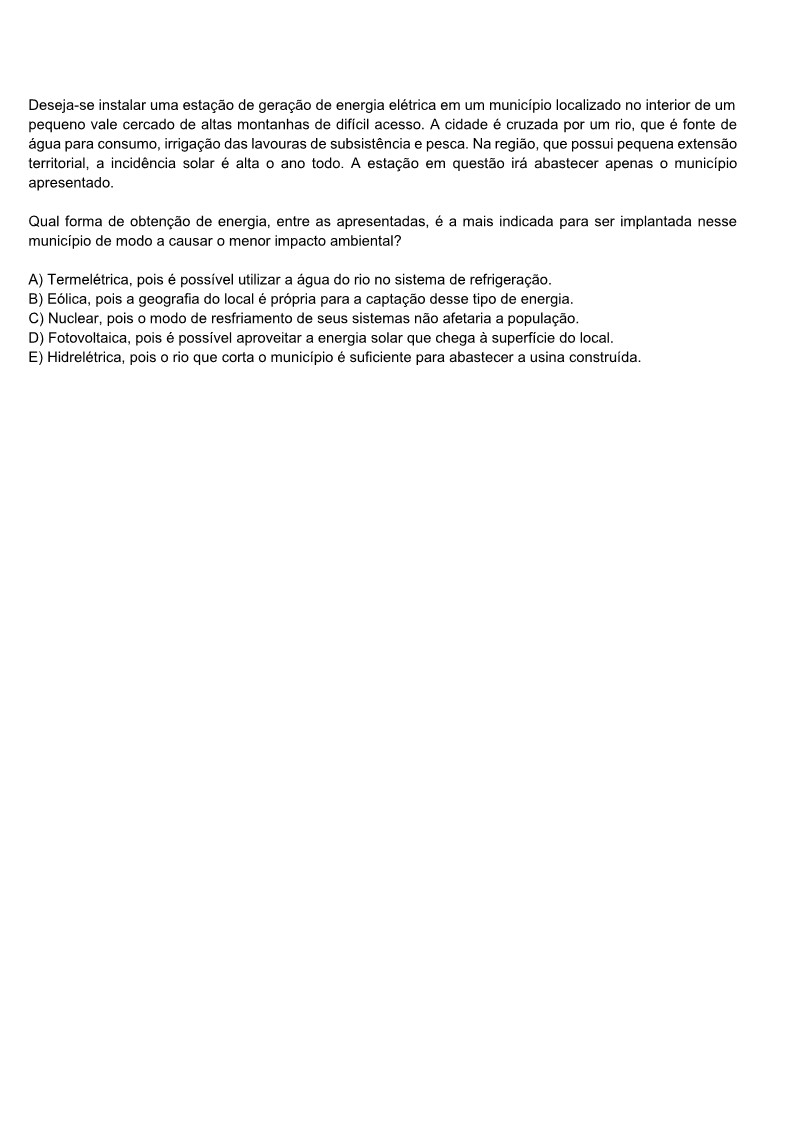 Deseja-se instalar uma estação de geração de energia elétrica em um município localizado no interior de um
pequeno vale cercado de altas montanhas de difícil acesso. A cidade é cruzada por um rio, que é fonte de
água para consumo, irrigação das lavouras de subsistência e pesca. Na região, que possui pequena extensão
territorial, a incidência solar é alta o ano todo. A estação em questão irá abastecer apenas o município
apresentado.
Qual forma de obtenção de energia, entre as apresentadas, é a mais indicada para ser implantada nesse
município de modo a causar o menor impacto ambiental?
A) Termelétrica, pois é possível utilizar a água do rio no sistema de refrigeração.
B) Eólica, pois a geografia do local é própria para a captação desse tipo de energia.
C) Nuclear, pois o modo de resfriamento de seus sistemas não afetaria a população.
D) Fotovoltaica, pois é possível aproveitar a energia solar que chega à superfície do local.
E) Hidrelétrica, pois o rio que corta o município é suficiente para abastecer a usina construída.